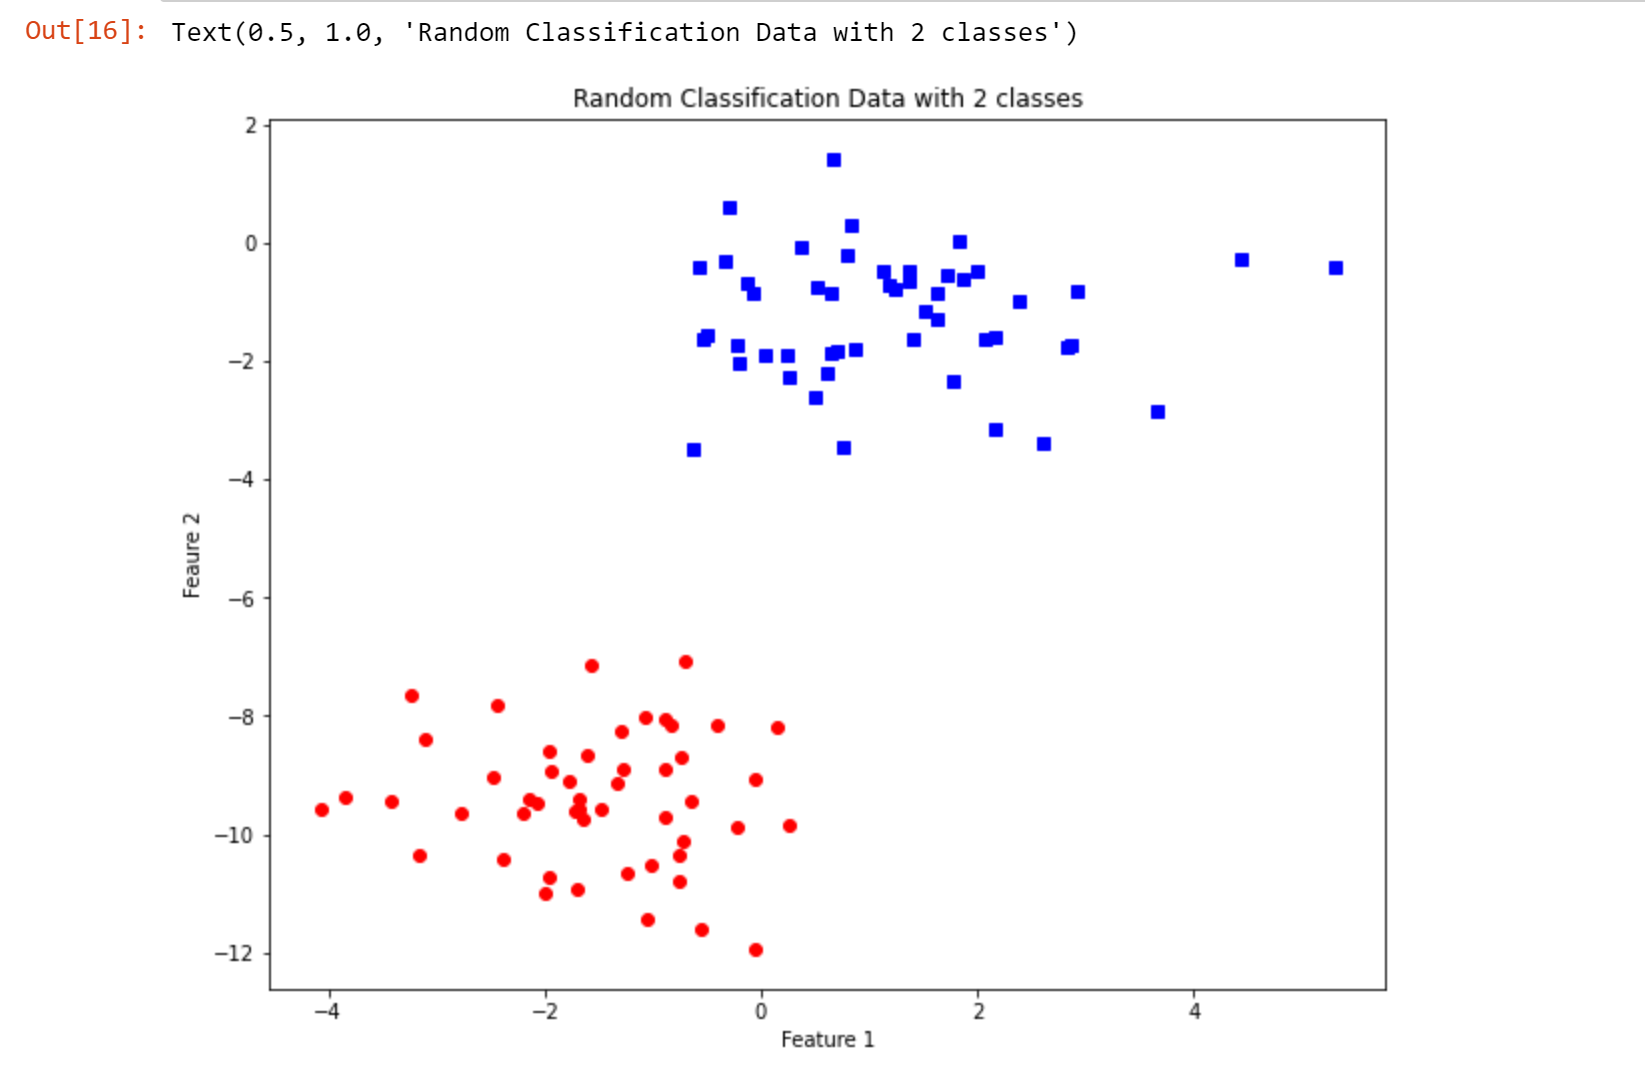 Out[16]: Text(0.5, 1.0, 'Random Classification Data with 2 classes')
Random Classification Data with 2 classes
2
0
−2
−4
−6
−8
−10
−12
Feaure 2
−4 −2 0 2 4
Feature 1